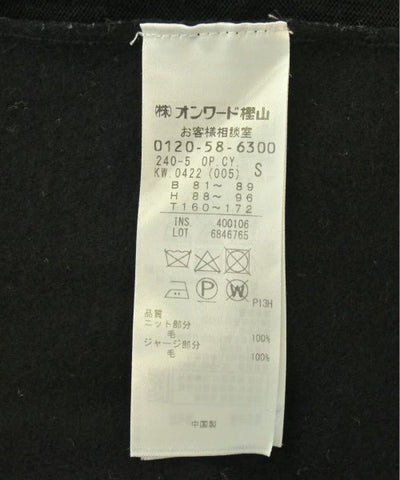 (株)オンワード樫山
お客様相談室
0120-58-6300
240-5 OP.CY.
KW.0422 (005) S
B 81～ 89
H 88～ 96
T160～172
INS. 400106
LOT 6846765
P W
P13H
品質
ニット部分
毛 100%
ジャージ部分
毛 100%
中国製